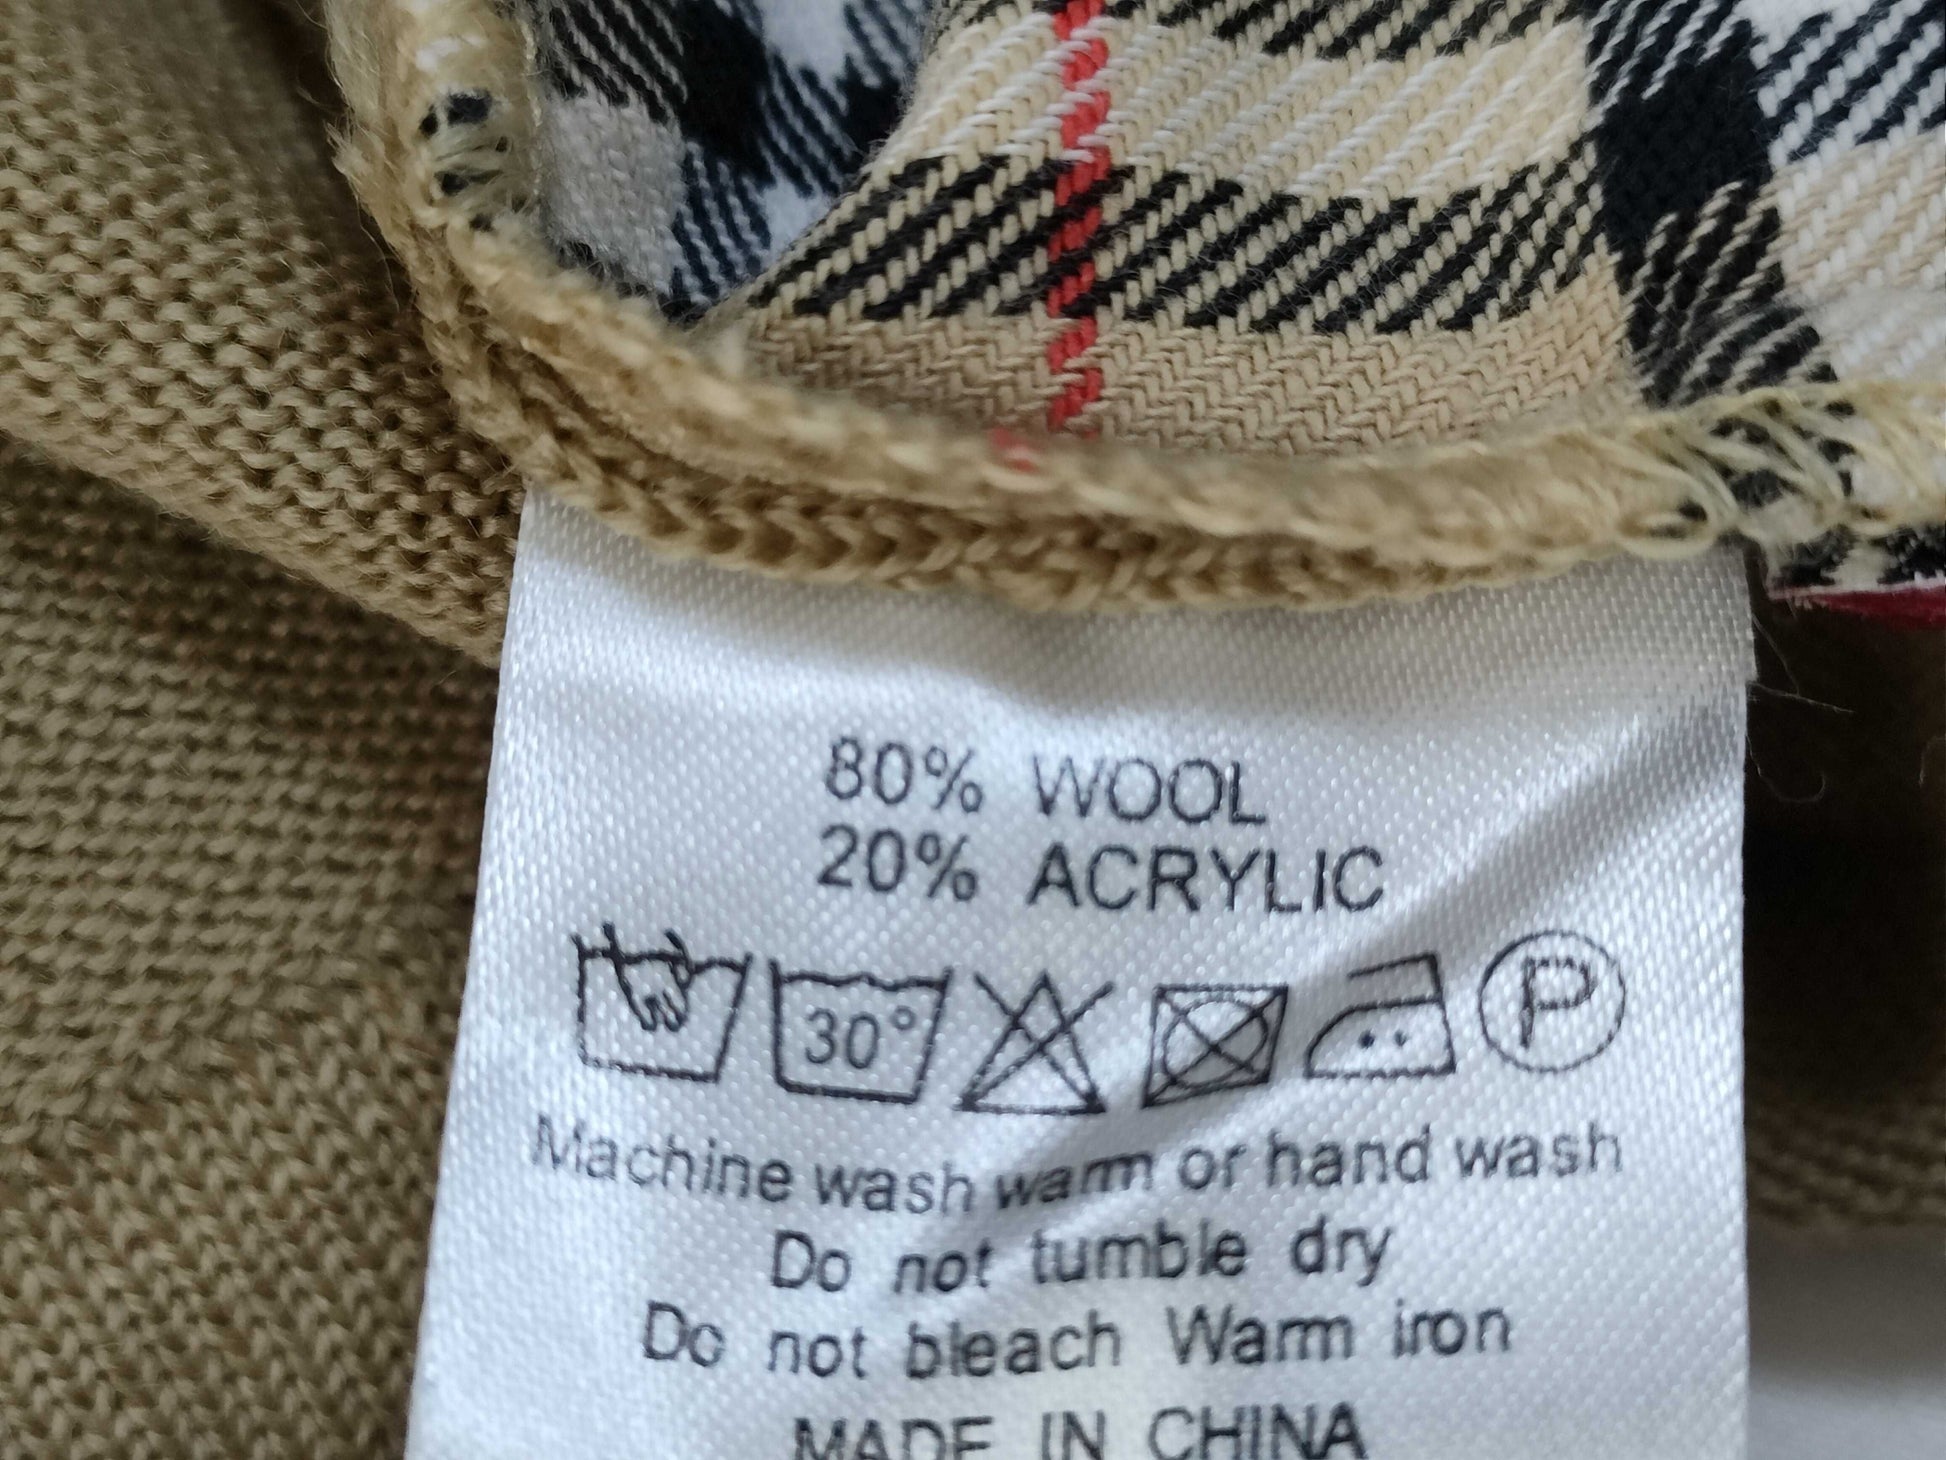 80% WOOL
20% ACRYLIC
30° P
Machine wash warm or hand wash
Do not tumble dry
Do not bleach Warm iron
MADE IN CHINA